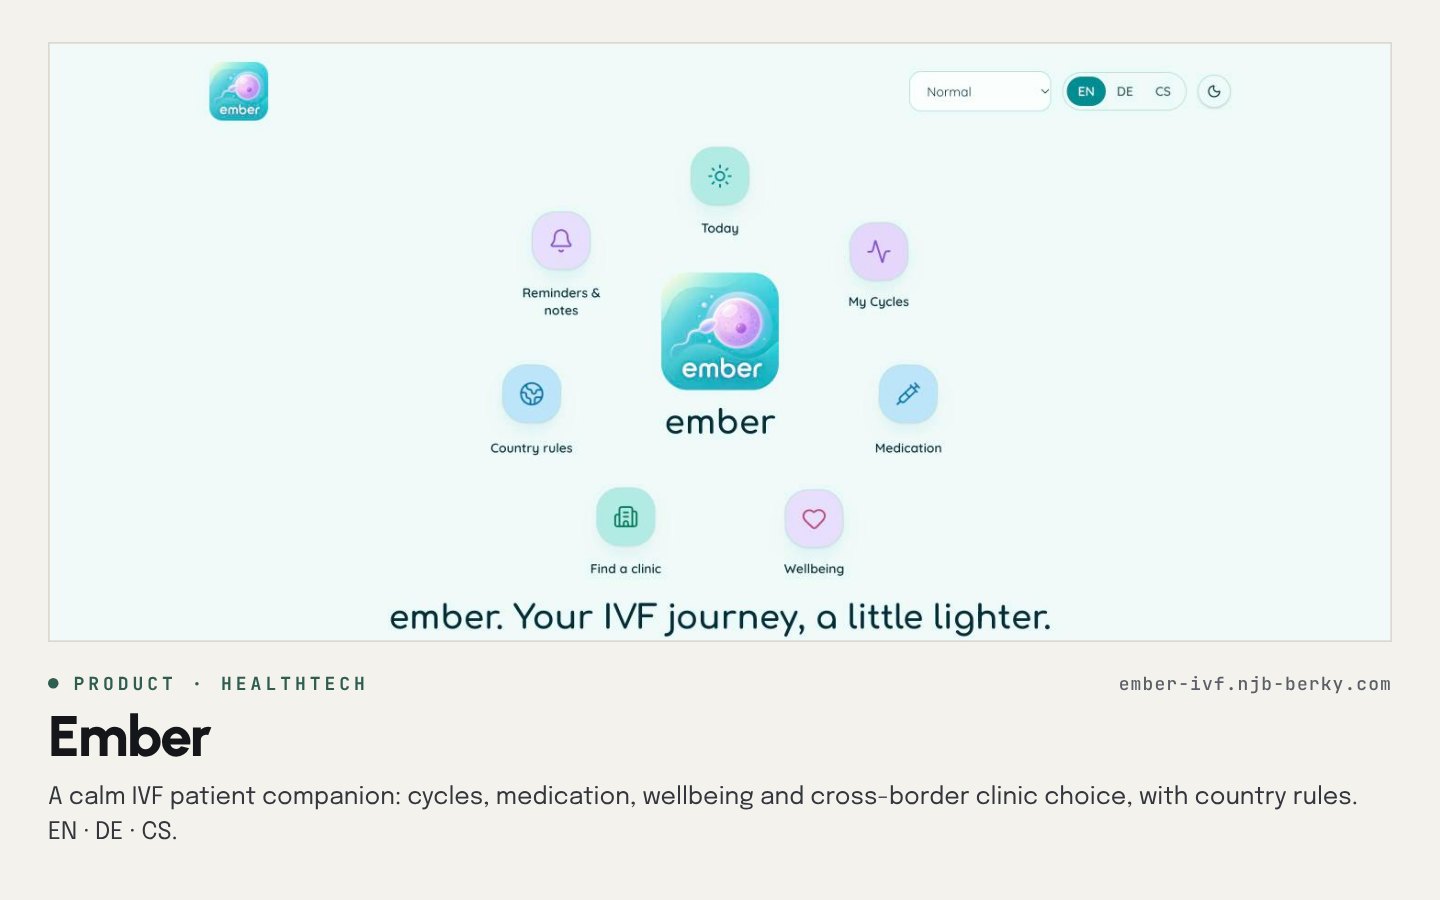 ember
Normal
EN DE CS
Today
Reminders &
notes
My Cycles
ember
ember
Country rules
Medication
Find a clinic
Wellbeing
ember. Your IVF journey, a little lighter.
PRODUCT · HEALTHTECH
ember-ivf.njb-berky.com
Ember
A calm IVF patient companion: cycles, medication, wellbeing and cross-border clinic choice, with country rules.
EN · DE · CS.